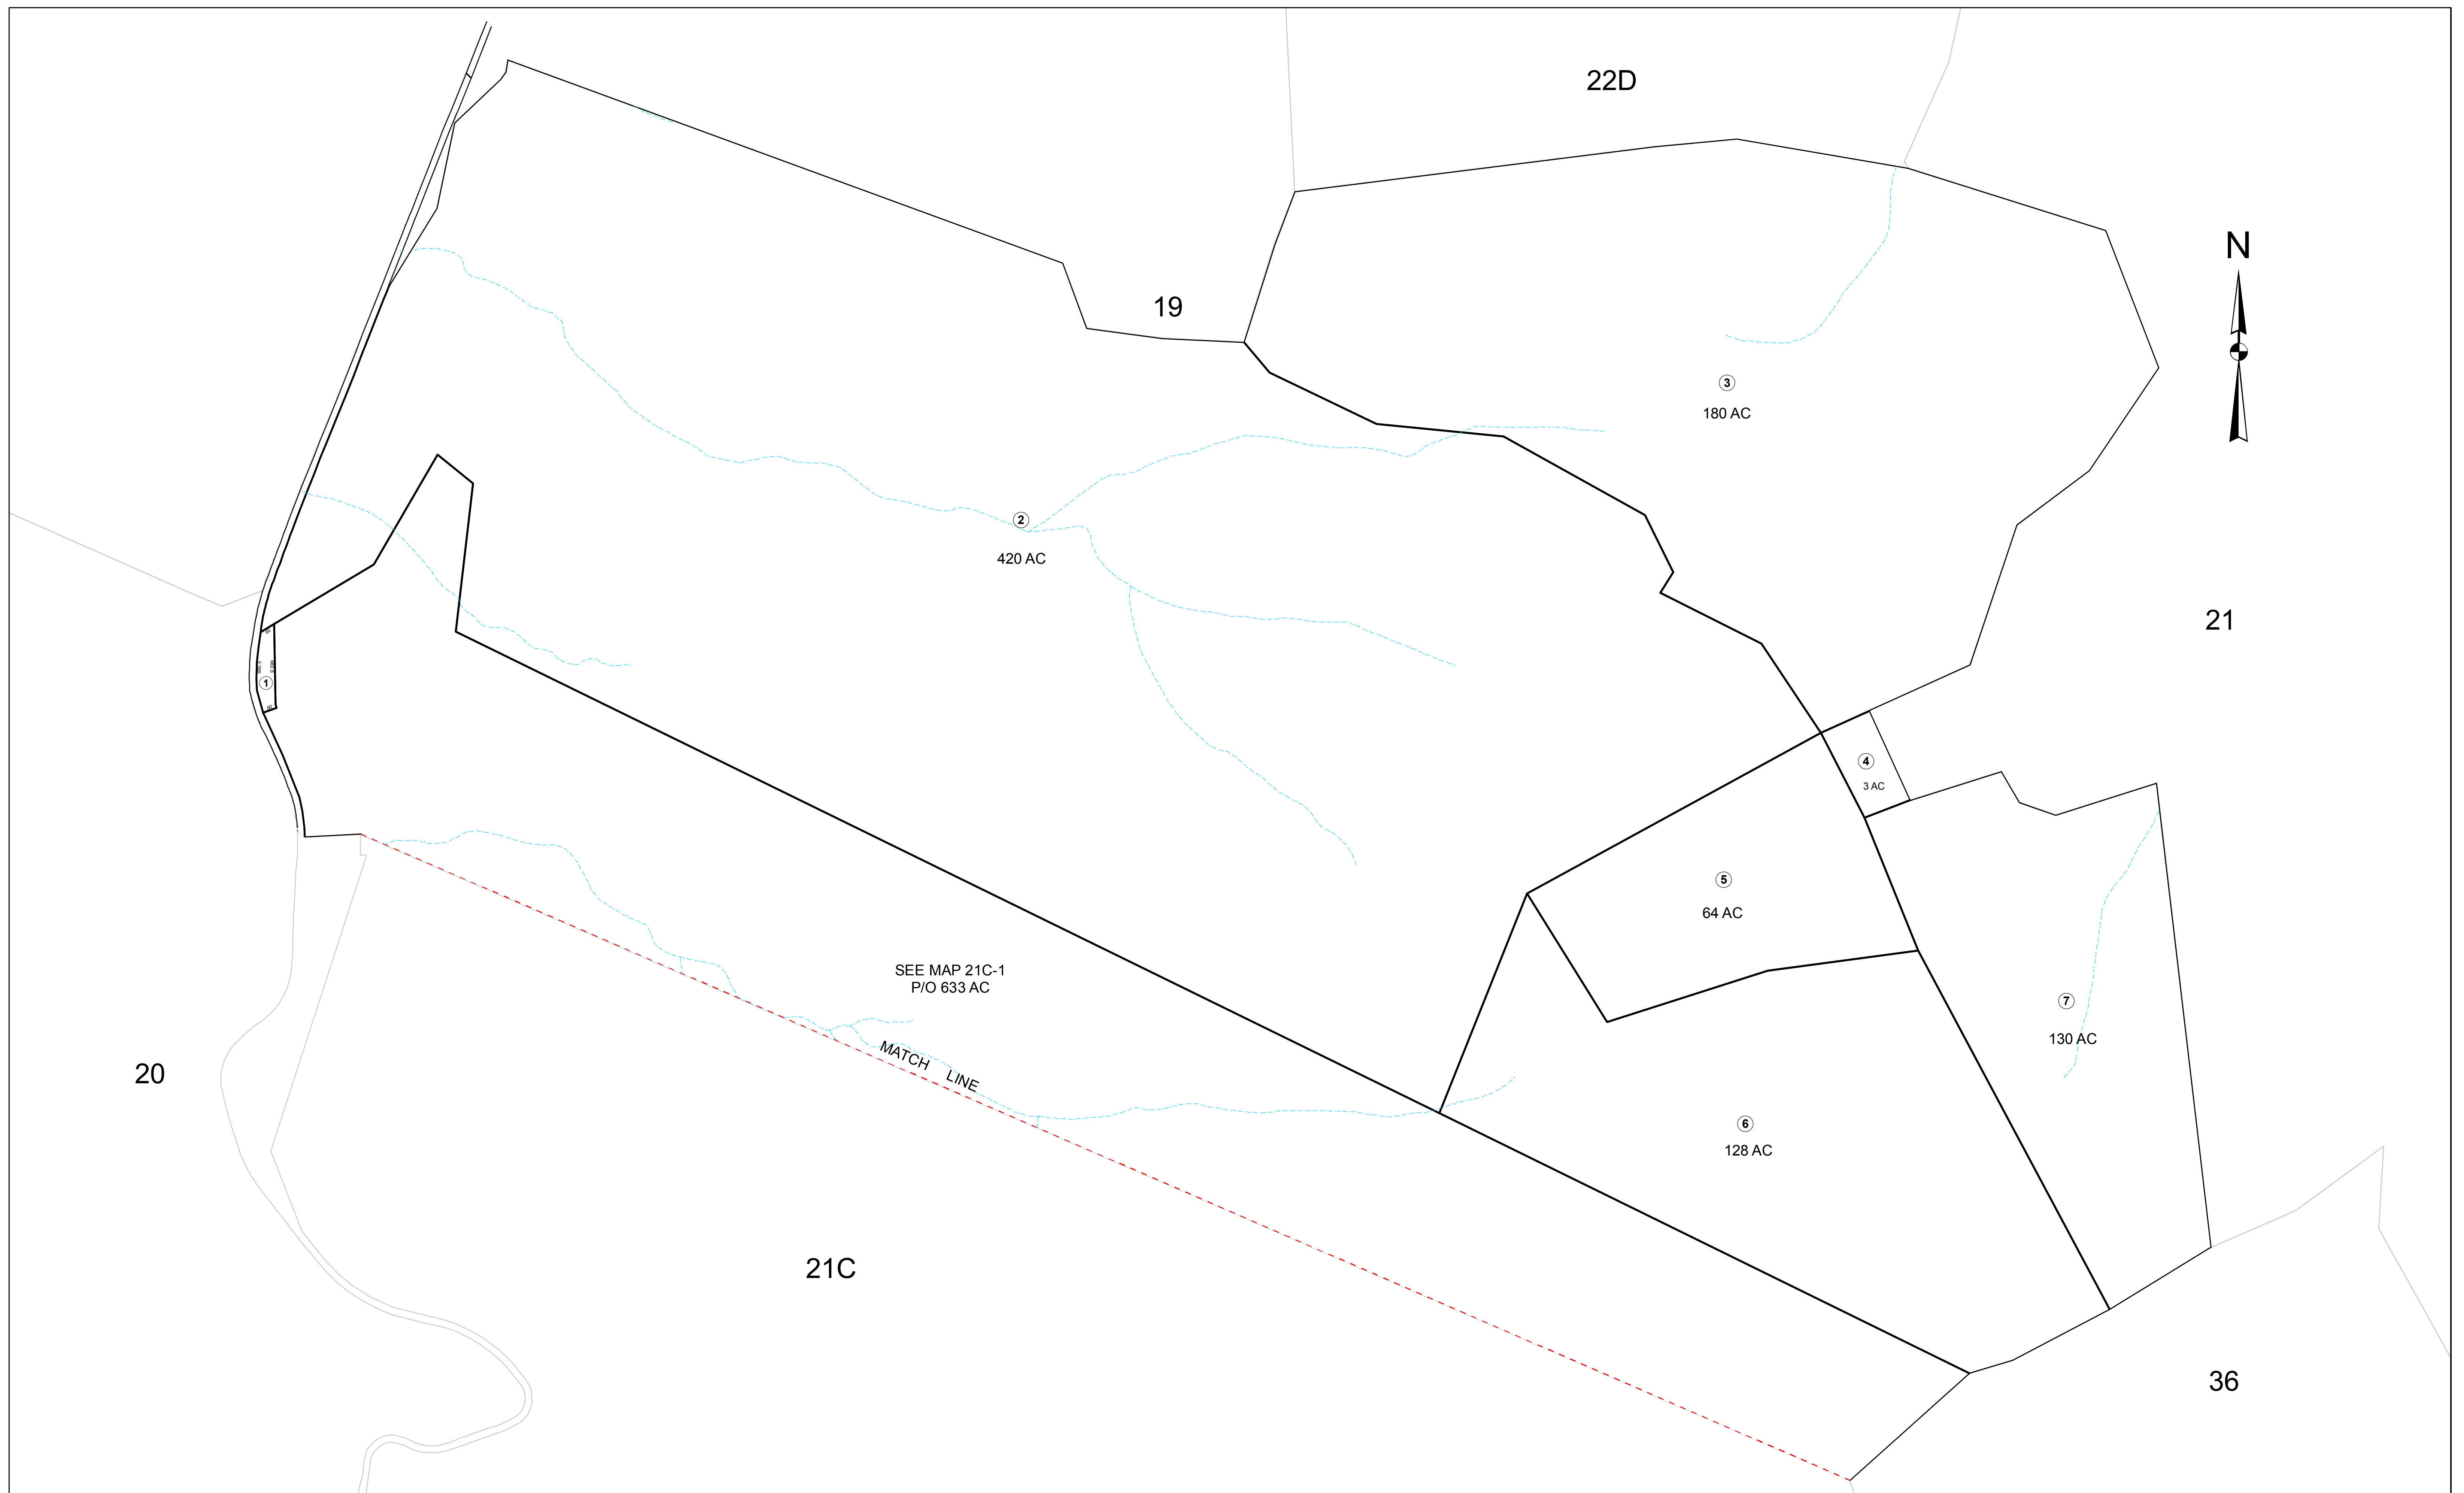 22D
N
19
3
180 AC
2
420 AC
21
1
4
3 AC
5
64 AC
SEE MAP 21C-1
P/O 633 AC
7
130 AC
MATCH LINE
20
6
128 AC
21C
36